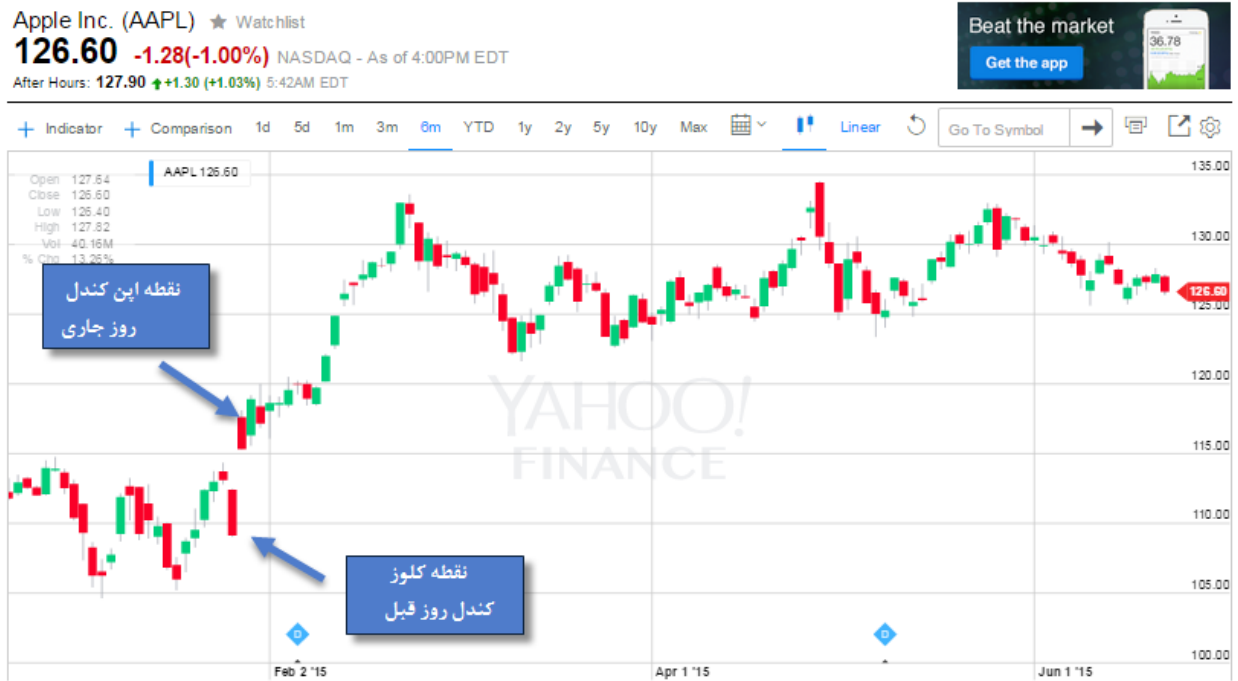 Apple Inc. (AAPL) ★ Watchlist
126.60 -1.28(-1.00%) NASDAQ - As of 4:00PM EDT
After Hours: 127.90 +1.30 (+1.03%) 5:42AM EDT
Beat the market
Get the app
36.78
+ Indicator + Comparison 1d 5d 1m 3m 6m YTD 1y 2y 5y 10y Max Linear Go To Symbol
AAPL 126.60
Open 127.64
Close 126.60
Low 126.40
High 127.82
Vol 40.16M
% Chg 13.26%
نقطه اپن کندل
روز جاری
نقطه کلوز
کندل روز قبل
YAHOO!
FINANCE
135.00
130.00
126.60
125.00
120.00
115.00
110.00
105.00
100.00
D
D
Feb 2 '15
Apr 1 '15
Jun 1 '15